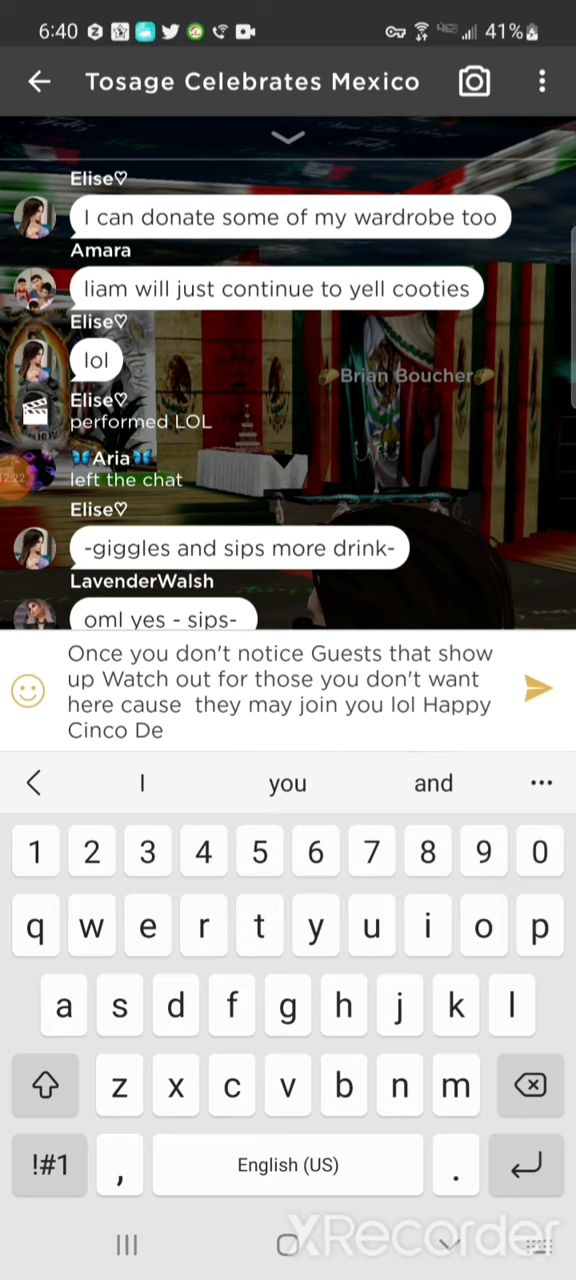 6:40
41%
Tosage Celebrates Mexico
Elise♡
I can donate some of my wardrobe too
Amara
liam will just continue to yell cooties
Elise♡
lol
Brian Boucher
Elise♡
performed LOL
🦋Aria🦋
left the chat
12:22
Elise♡
-giggles and sips more drink-
LavenderWalsh
oml yes - sips-
Once you don't notice Guests that show
up Watch out for those you don't want
here cause  they may join you lol Happy
Cinco De
I you and
1 2 3 4 5 6 7 8 9 0
q w e r t y u i o p
a s d f g h j k l
z x c v b n m
!#1 , English (US) .
XRecorder